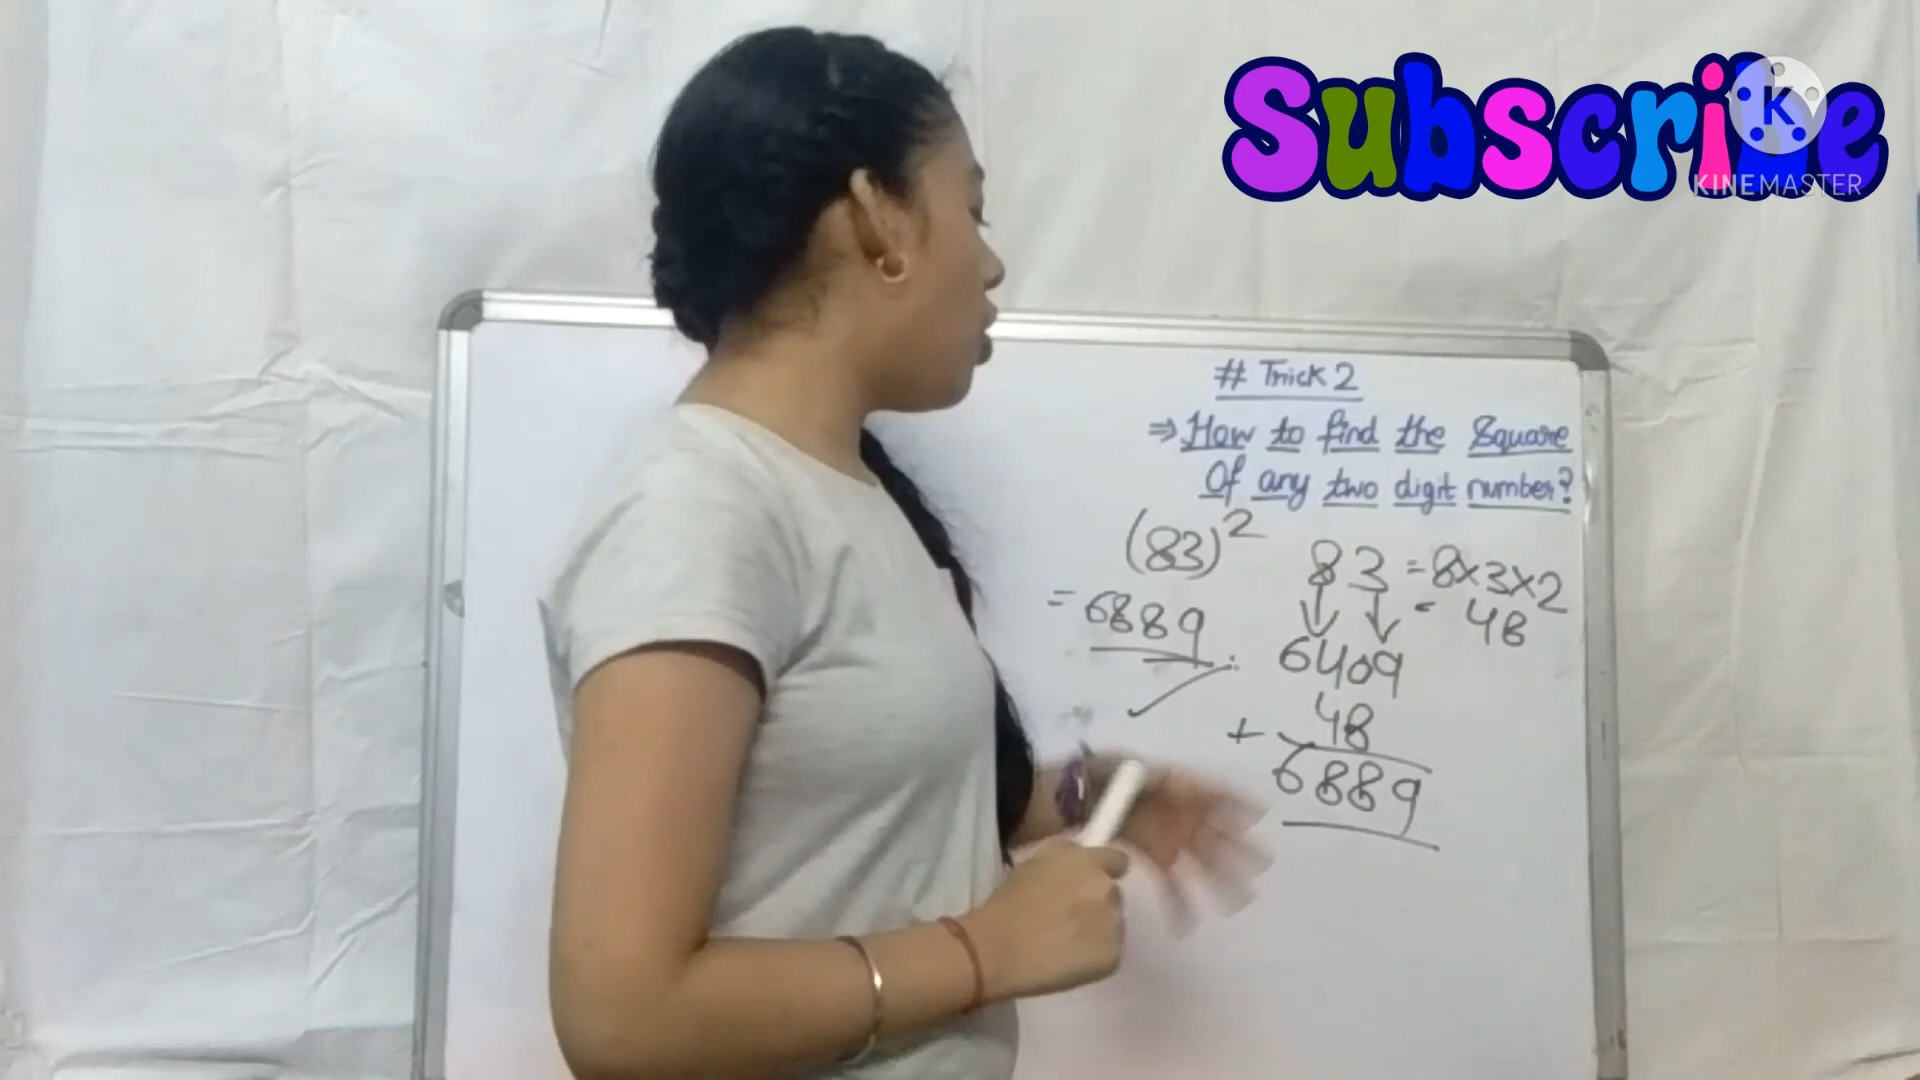 Subscribe
KINEMASTER
# Trick 2
⇒ How to find the Square
Of any two digit number?
(83)²
= 6889
83 = 8×3×2
= 48
6409
+ 48
6889